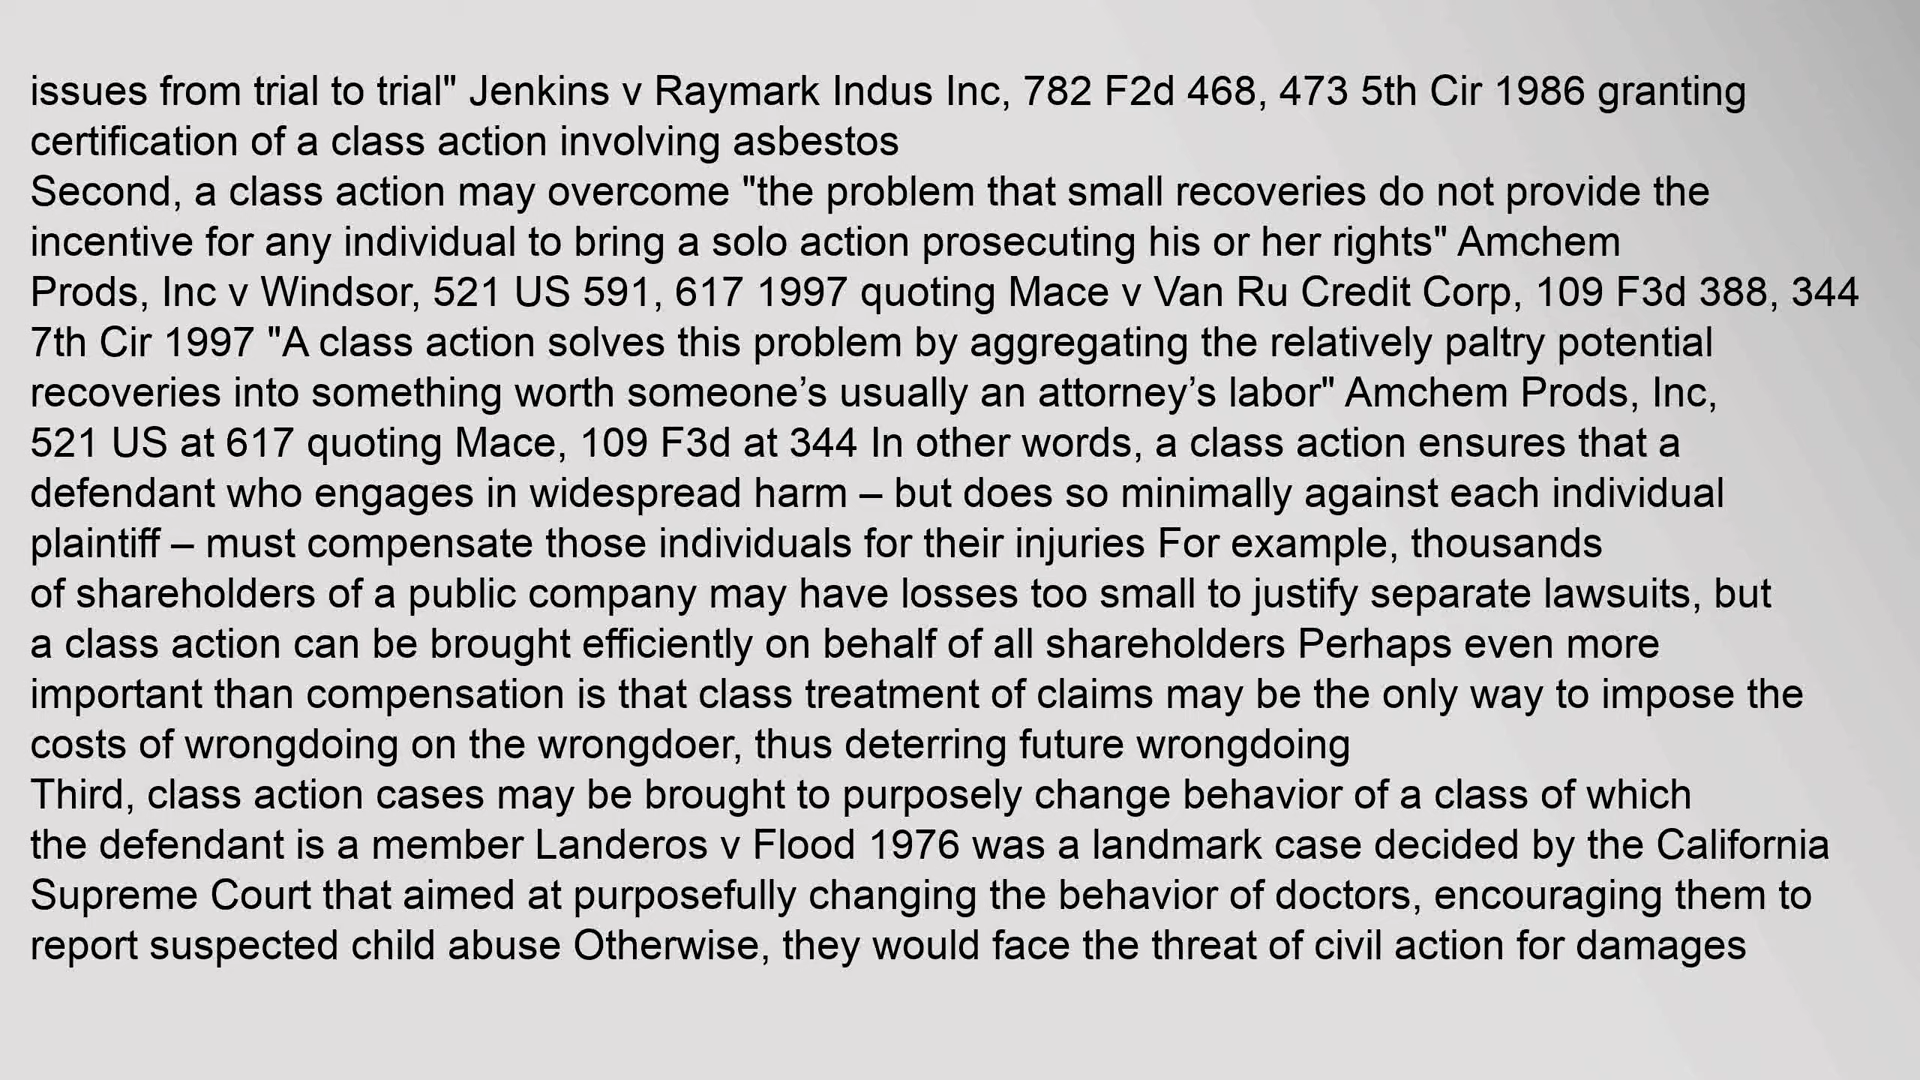 issues from trial to trial" Jenkins v Raymark Indus Inc, 782 F2d 468, 473 5th Cir 1986 granting
certification of a class action involving asbestos
Second, a class action may overcome "the problem that small recoveries do not provide the
incentive for any individual to bring a solo action prosecuting his or her rights" Amchem
Prods, Inc v Windsor, 521 US 591, 617 1997 quoting Mace v Van Ru Credit Corp, 109 F3d 388, 344
7th Cir 1997 "A class action solves this problem by aggregating the relatively paltry potential
recoveries into something worth someone’s usually an attorney’s labor" Amchem Prods, Inc,
521 US at 617 quoting Mace, 109 F3d at 344 In other words, a class action ensures that a
defendant who engages in widespread harm – but does so minimally against each individual
plaintiff – must compensate those individuals for their injuries For example, thousands
of shareholders of a public company may have losses too small to justify separate lawsuits, but
a class action can be brought efficiently on behalf of all shareholders Perhaps even more
important than compensation is that class treatment of claims may be the only way to impose the
costs of wrongdoing on the wrongdoer, thus deterring future wrongdoing
Third, class action cases may be brought to purposely change behavior of a class of which
the defendant is a member Landeros v Flood 1976 was a landmark case decided by the California
Supreme Court that aimed at purposefully changing the behavior of doctors, encouraging them to
report suspected child abuse Otherwise, they would face the threat of civil action for damages